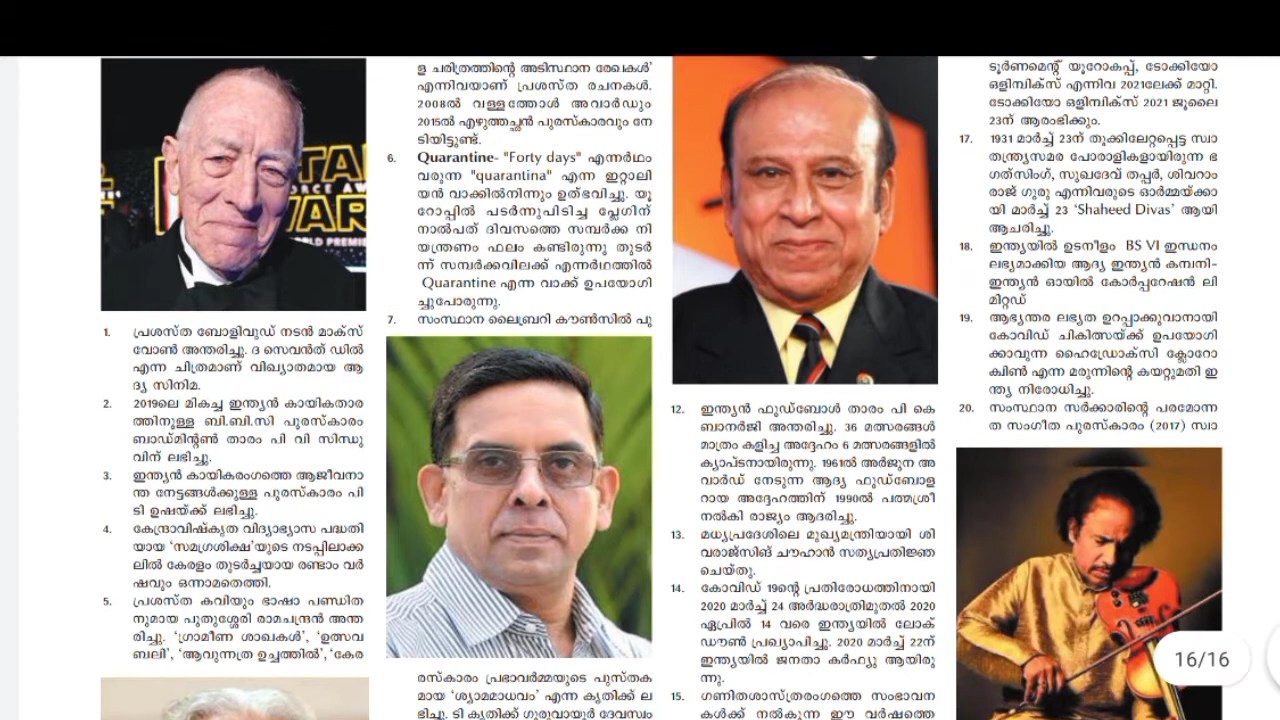 1. പ്രശസ്ത ബോളിവുഡ് നടൻ മാക്സ്
വോൺ അന്തരിച്ചു. ദ സെവൻത് ഡിൽ
എന്ന ചിത്രമാണ് വിഖ്യാതമായ ആ
ദ്യ സിനിമ.
2. 2019ലെ മികച്ച ഇന്ത്യൻ കായികതാര
ത്തിനുള്ള ബി.ബി.സി പുരസ്കാരം
ബാഡ്മിന്റൺ താരം പി വി സിന്ധു
വിന് ലഭിച്ചു.
3. ഇന്ത്യൻ കായികരംഗത്തെ ആജീവനാ
ന്ത നേട്ടങ്ങൾക്കുള്ള പുരസ്കാരം പി
ടി ഉഷയ്ക്ക് ലഭിച്ചു.
4. കേന്ദ്രാവിഷ്കൃത വിദ്യാഭ്യാസ പദ്ധതി
യായ ‘സമഗ്രശിക്ഷ’യുടെ നടപ്പിലാക്ക
ലിൽ കേരളം തുടർച്ചയായ രണ്ടാം വർ
ഷവും ഒന്നാമതെത്തി.
5. പ്രശസ്ത കവിയും ഭാഷാ പണ്ഡിത
നുമായ പുതുശ്ശേരി രാമചന്ദ്രൻ അന്ത
രിച്ചു. ‘ഗ്രാമീണ ശാഖകൾ’, ‘ഉത്സവ
ബലി’, ‘ആവുന്നത്ര ഉച്ചത്തിൽ’, ‘കേര
ള ചരിത്രത്തിന്റെ അടിസ്ഥാന രേഖകൾ’
എന്നിവയാണ് പ്രശസ്ത രചനകൾ.
2008ൽ വള്ളത്തോൾ അവാർഡും
2015ൽ എഴുത്തച്ഛൻ പുരസ്കാരവും നേ
ടിയിട്ടുണ്ട്.
6. Quarantine- "Forty days" എന്നർഥം
വരുന്ന "quarantina" എന്ന ഇറ്റാലി
യൻ വാക്കിൽനിന്നും ഉത്ഭവിച്ചു. യൂ
റോപ്പിൽ പടർന്നുപിടിച്ച പ്ലേഗിന്
നാൽപത് ദിവസത്തെ സമ്പർക്ക നി
യന്ത്രണം ഫലം കണ്ടിരുന്നു തുടർ
ന്ന് സമ്പർക്കവിലക്ക് എന്നർഥത്തിൽ
Quarantine എന്ന വാക്ക് ഉപയോഗി
ച്ചുപോരുന്നു.
7. സംസ്ഥാന ലൈബ്രറി കൗൺസിൽ പു
രസ്കാരം പ്രഭാവർമ്മയുടെ പുസ്തക
മായ ‘ശ്യാമമാധവം’ എന്ന കൃതിക്ക് ല
ഭിച്ചു. ടി കൃതിക്ക് ഗുരുവായൂർ ദേവസ്വം
12. ഇന്ത്യൻ ഫുഡ്ബോൾ താരം പി കെ
ബാനർജി അന്തരിച്ചു. 36 മത്സരങ്ങൾ
മാത്രം കളിച്ച അദ്ദേഹം 6 മത്സരങ്ങളിൽ
ക്യാപ്ടനായിരുന്നു. 1961ൽ അർജുന അ
വാർഡ് നേടുന്ന ആദ്യ ഫുഡ്ബോള
റായ അദ്ദേഹത്തിന് 1990ൽ പത്മശ്രീ
നൽകി രാജ്യം ആദരിച്ചു.
13. മധ്യപ്രദേശിലെ മുഖ്യമന്ത്രിയായി ശി
വരാജ്സിങ് ചൗഹാൻ സത്യപ്രതിജ്ഞ
ചെയ്തു.
14. കോവിഡ് 19ന്റെ പ്രതിരോധത്തിനായി
2020 മാർച്ച് 24 അർദ്ധരാത്രിമുതൽ 2020
ഏപ്രിൽ 14 വരെ ഇന്ത്യയിൽ ലോക്
ഡൗൺ പ്രഖ്യാപിച്ചു. 2020 മാർച്ച് 22ന്
ഇന്ത്യയിൽ ജനതാ കർഫ്യു ആയിരു
ന്നു.
15. ഗണിതശാസ്ത്രരംഗത്തെ സംഭാവന
കൾക്ക് നൽകുന്ന ഈ വർഷത്തെ
ടൂർണമെന്റ് യൂറോകപ്പ്, ടോക്കിയോ
ഒളിമ്പിക്സ് എന്നിവ 2021ലേക്ക് മാറ്റി.
ടോക്കിയോ ഒളിമ്പിക്സ് 2021 ജൂലൈ
23ന് ആരംഭിക്കും.
17. 1931 മാർച്ച് 23ന് തൂക്കിലേറ്റപ്പെട്ട സ്വാ
തന്ത്ര്യസമര പോരാളികളായിരുന്ന ഭ
ഗത്സിംഗ്, സുഖദേവ് തപ്പർ, ശിവറാം
രാജ് ഗുരു എന്നിവരുടെ ഓർമ്മയ്ക്കാ
യി മാർച്ച് 23 ‘Shaheed Divas’ ആയി
ആചരിച്ചു.
18. ഇന്ത്യയിൽ ഉടനീളം BS VI ഇന്ധനം
ലഭ്യമാക്കിയ ആദ്യ ഇന്ത്യൻ കമ്പനി-
ഇന്ത്യൻ ഓയിൽ കോർപ്പറേഷൻ ലി
മിറ്റഡ്
19. ആഭ്യന്തര ലഭ്യത ഉറപ്പാക്കുവാനായി
കോവിഡ് ചികിത്സയ്ക്ക് ഉപയോഗി
ക്കാവുന്ന ഹൈഡ്രോക്സി ക്ലോറോ
ക്വിൺ എന്ന മരുന്നിന്റെ കയറ്റുമതി ഇ
ന്ത്യ നിരോധിച്ചു.
20. സംസ്ഥാന സർക്കാരിന്റെ പരമോന്ന
ത സംഗീത പുരസ്കാരം (2017) സ്വാ
16/16